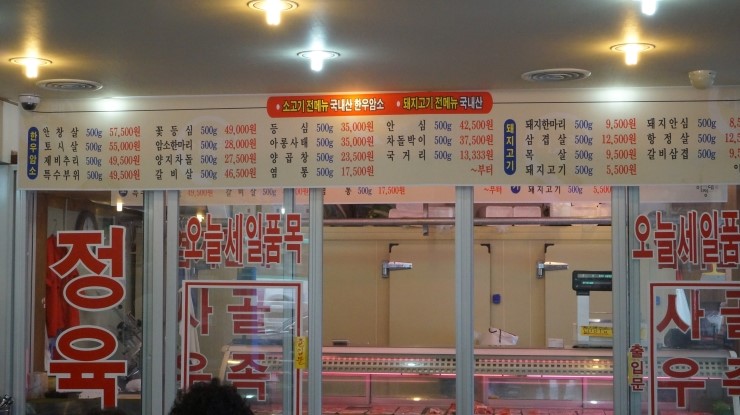 • 소고기 전메뉴 국내산 한우암소 • 돼지고기 전메뉴 국내산
한우암소
안창살 500g 57,500원
토시살 500g 55,000원
제비추리 500g 49,500원
특수부위 500g 49,500원
꽃등심 500g 49,000원
암소한마리 500g 28,000원
양지차돌 500g 27,500원
갈비살 500g 46,500원
등심 500g 35,000원
아롱사태 500g 35,000원
양곱창 500g 23,500원
염통 500g 17,500원
안심 500g 42,500원
차돌박이 500g 37,500원
국거리 500g 13,333원
~부터
돼지고기
돼지한마리 500g 9,500원
삼겹살 500g 12,500원
목살 500g 9,500원
돼지고기 500g 5,500원
돼지안심 500g
항정살 500g
갈비삼겹 500g
정육
오늘세일품목
사골
우족
오늘세일품목
사골
우족
출입문